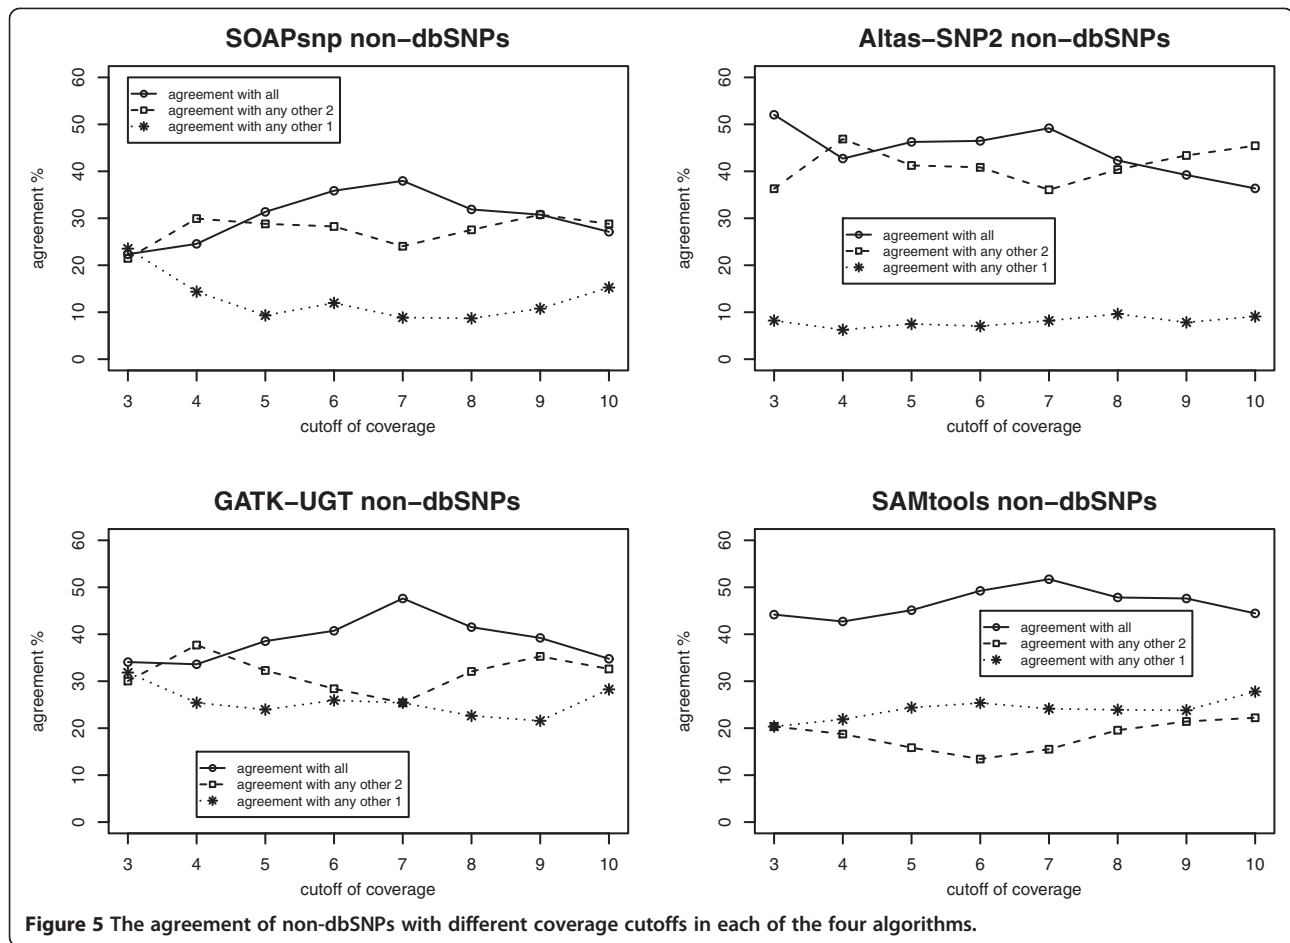 SOAPsnp non–dbSNPs
agreement %
60
50
40
30
20
10
0
agreement with all
agreement with any other 2
agreement with any other 1
3 4 5 6 7 8 9 10
cutoff of coverage
Altas–SNP2 non–dbSNPs
agreement %
60
50
40
30
20
10
0
agreement with all
agreement with any other 2
agreement with any other 1
3 4 5 6 7 8 9 10
cutoff of coverage
GATK–UGT non–dbSNPs
agreement %
60
50
40
30
20
10
0
agreement with all
agreement with any other 2
agreement with any other 1
3 4 5 6 7 8 9 10
cutoff of coverage
SAMtools non–dbSNPs
agreement %
60
50
40
30
20
10
0
agreement with all
agreement with any other 2
agreement with any other 1
3 4 5 6 7 8 9 10
cutoff of coverage
Figure 5 The agreement of non-dbSNPs with different coverage cutoffs in each of the four algorithms.